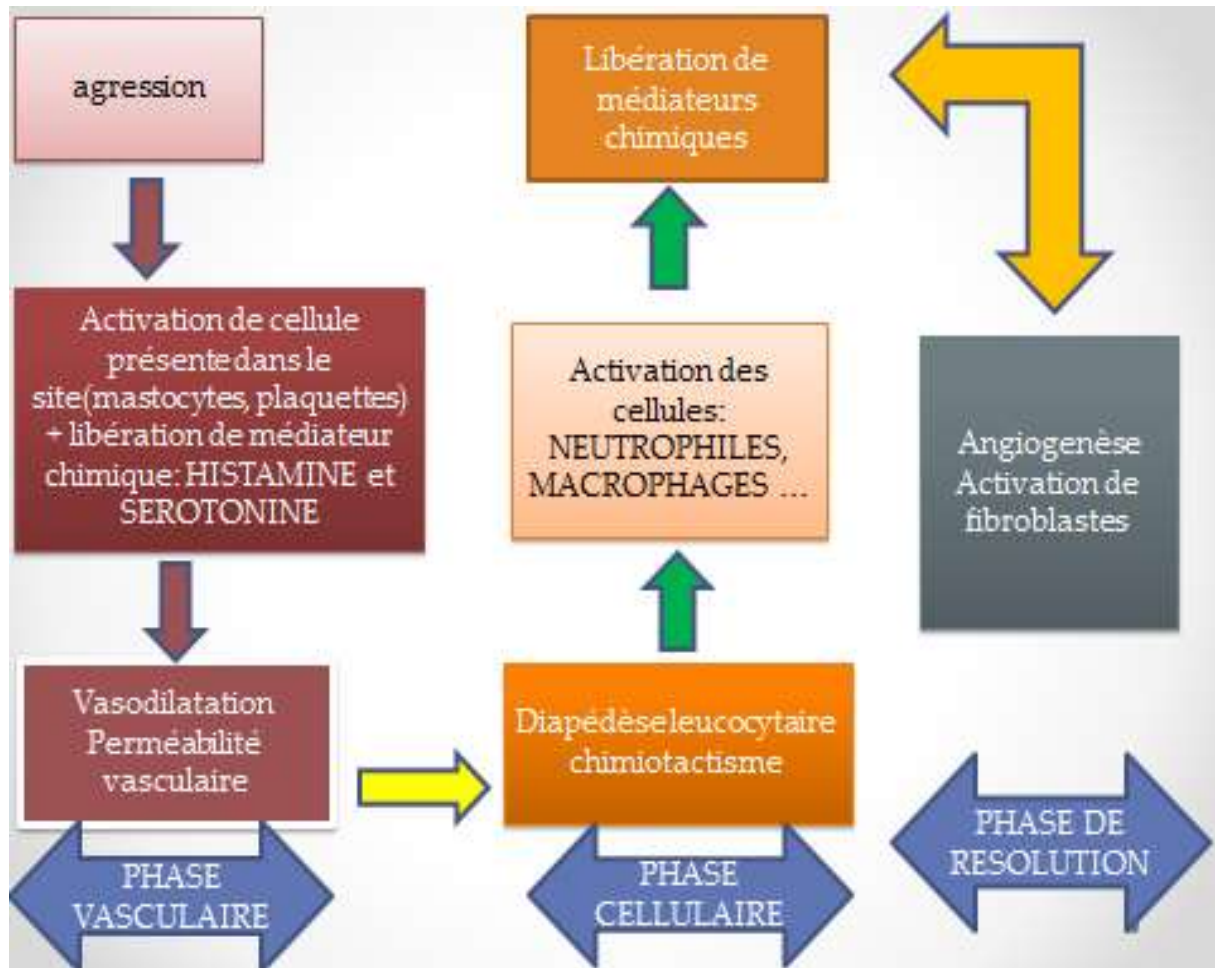 agression
Activation de cellule
présente dans le
site(mastocytes, plaquettes)
+ libération de médiateur
chimique: HISTAMINE et
SEROTONINE
Vasodilatation
Perméabilité
vasculaire
PHASE
VASCULAIRE
Libération de
médiateurs
chimiques
Activation des
cellules:
NEUTROPHILES,
MACROPHAGES ...
Diapédèse leucocytaire
chimiotactisme
PHASE
CELLULAIRE
Angiogenèse
Activation de
fibroblastes
PHASE DE
RESOLUTION